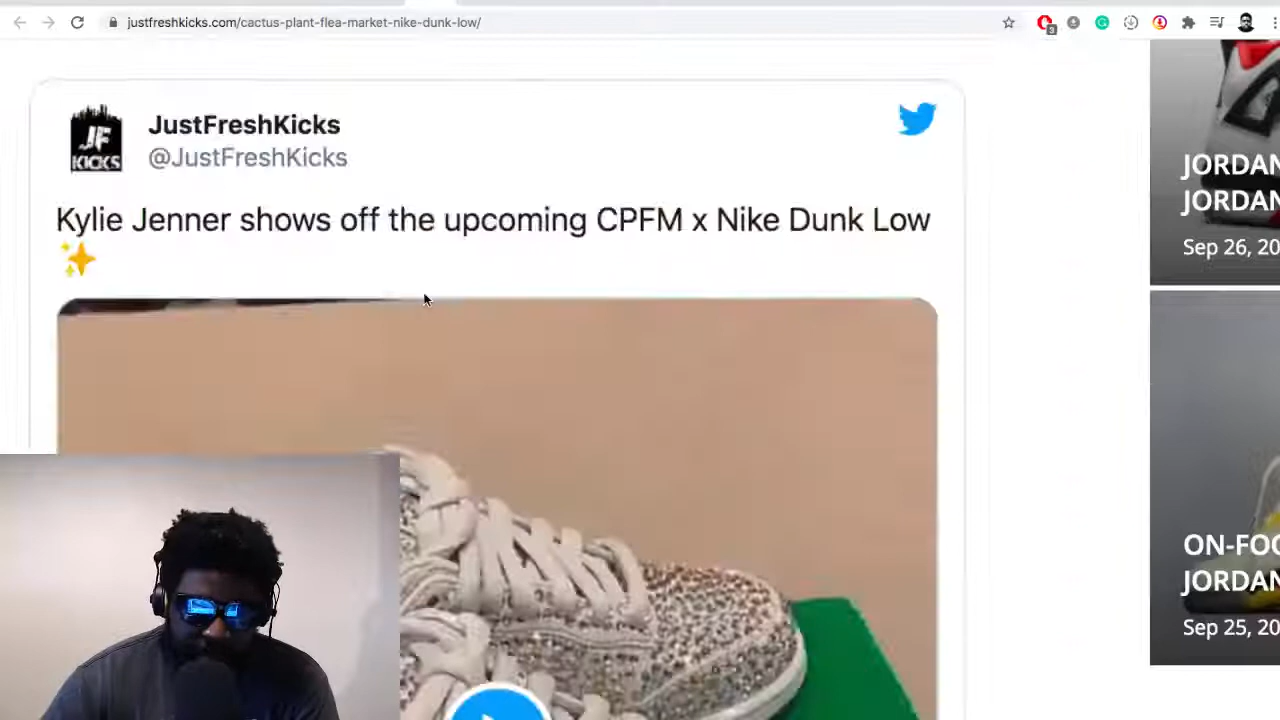 justfreshkicks.com/cactus-plant-flea-market-nike-dunk-low/
3
JF
KICKS
JustFreshKicks
@JustFreshKicks
Kylie Jenner shows off the upcoming CPFM x Nike Dunk Low
JORDAN
JORDAN
Sep 26, 20
ON-FOO
JORDAN
Sep 25, 20